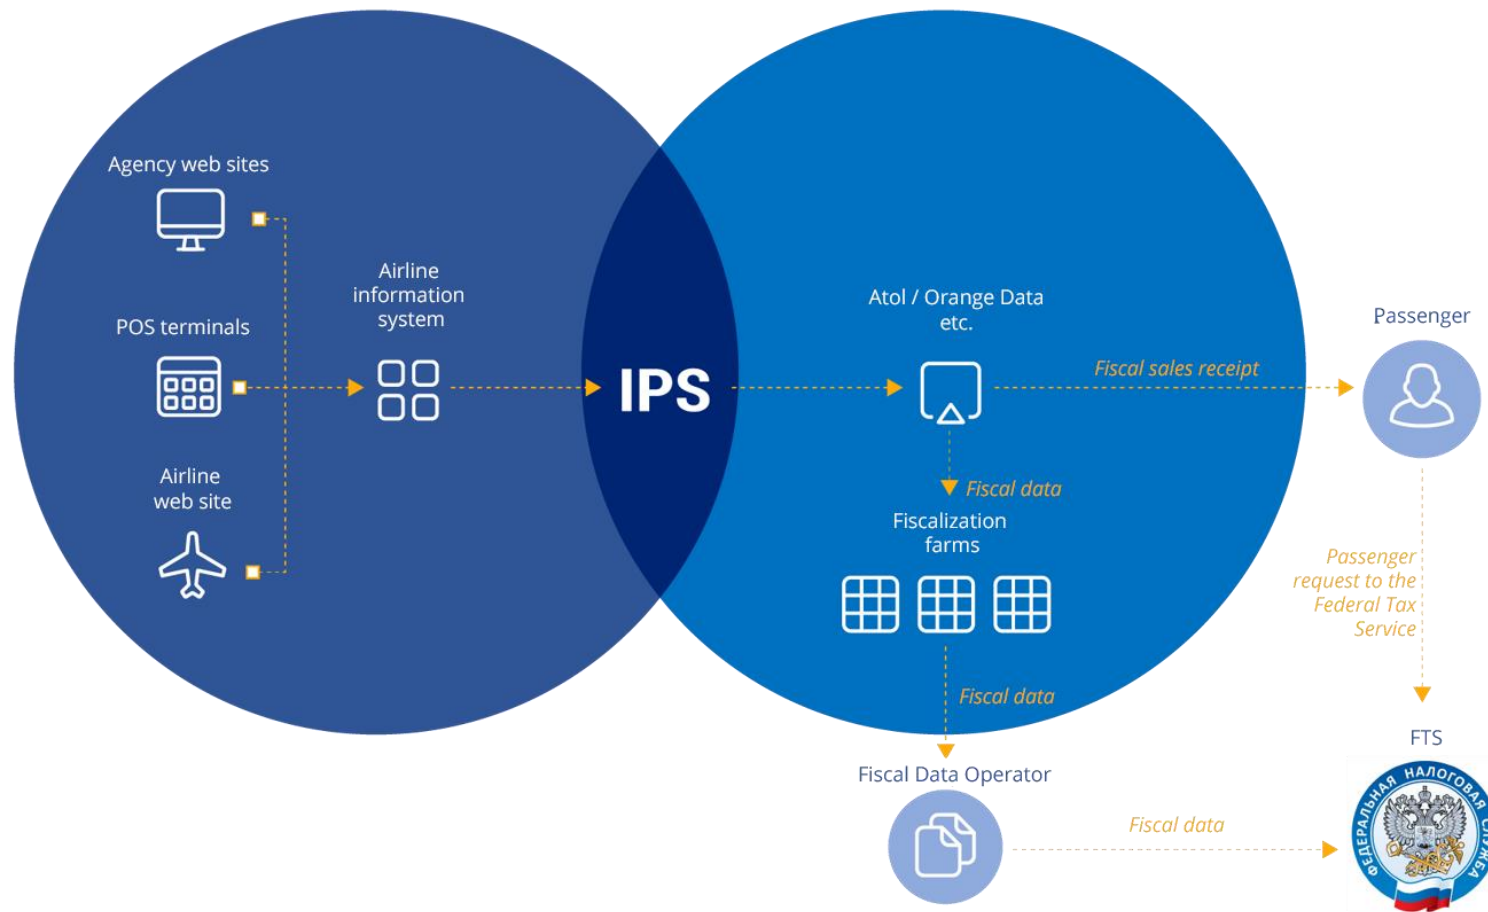 Agency web sites
POS terminals
Airline
web site
Airline
information
system
IPS
Atol / Orange Data
etc.
Fiscal sales receipt
Fiscal data
Fiscalization
farms
Fiscal data
Fiscal Data Operator
Fiscal data
Passenger
Passenger
request to the
Federal Tax
Service
FTS
ФЕДЕРАЛЬНАЯ НАЛОГОВАЯ СЛУЖБА